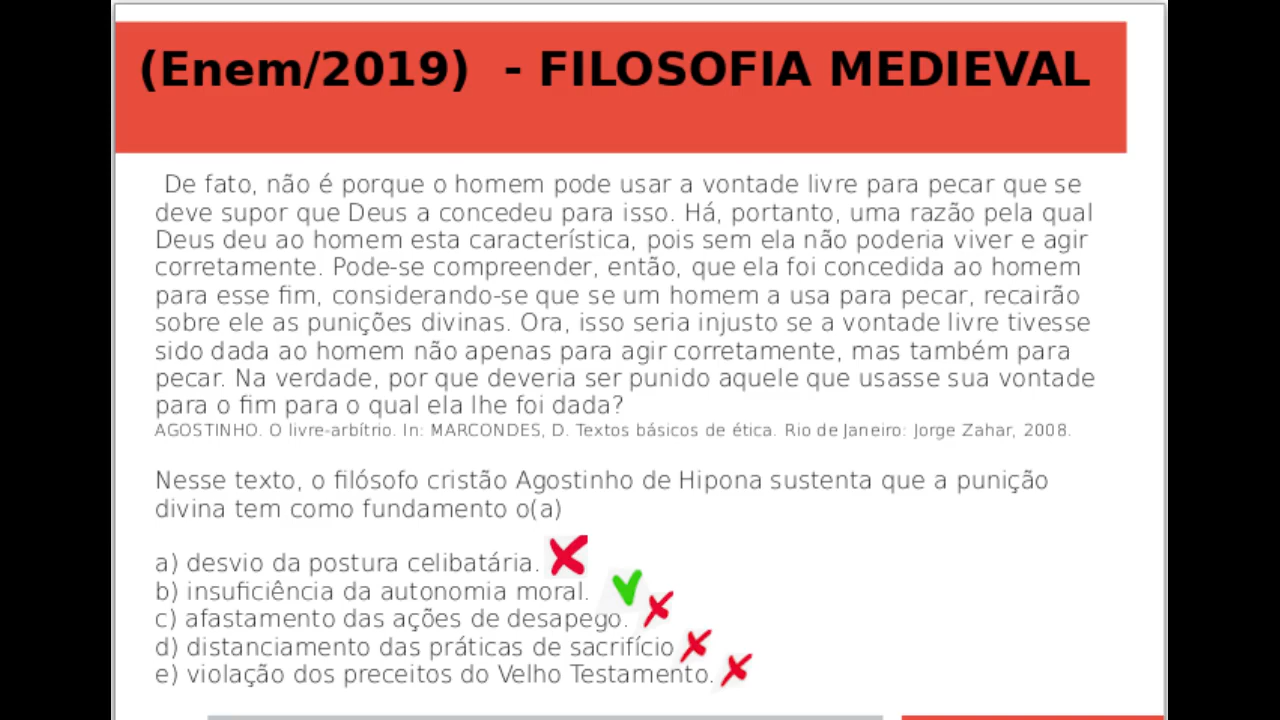 (Enem/2019) - FILOSOFIA MEDIEVAL
De fato, não é porque o homem pode usar a vontade livre para pecar que se
deve supor que Deus a concedeu para isso. Há, portanto, uma razão pela qual
Deus deu ao homem esta característica, pois sem ela não poderia viver e agir
corretamente. Pode-se compreender, então, que ela foi concedida ao homem
para esse fim, considerando-se que se um homem a usa para pecar, recairão
sobre ele as punições divinas. Ora, isso seria injusto se a vontade livre tivesse
sido dada ao homem não apenas para agir corretamente, mas também para
pecar. Na verdade, por que deveria ser punido aquele que usasse sua vontade
para o fim para o qual ela lhe foi dada?
AGOSTINHO. O livre-arbítrio. In: MARCONDES, D. Textos básicos de ética. Rio de Janeiro: Jorge Zahar, 2008.
Nesse texto, o filósofo cristão Agostinho de Hipona sustenta que a punição
divina tem como fundamento o(a)
a) desvio da postura celibatária.
b) insuficiência da autonomia moral.
c) afastamento das ações de desapego.
d) distanciamento das práticas de sacrifício
e) violação dos preceitos do Velho Testamento.